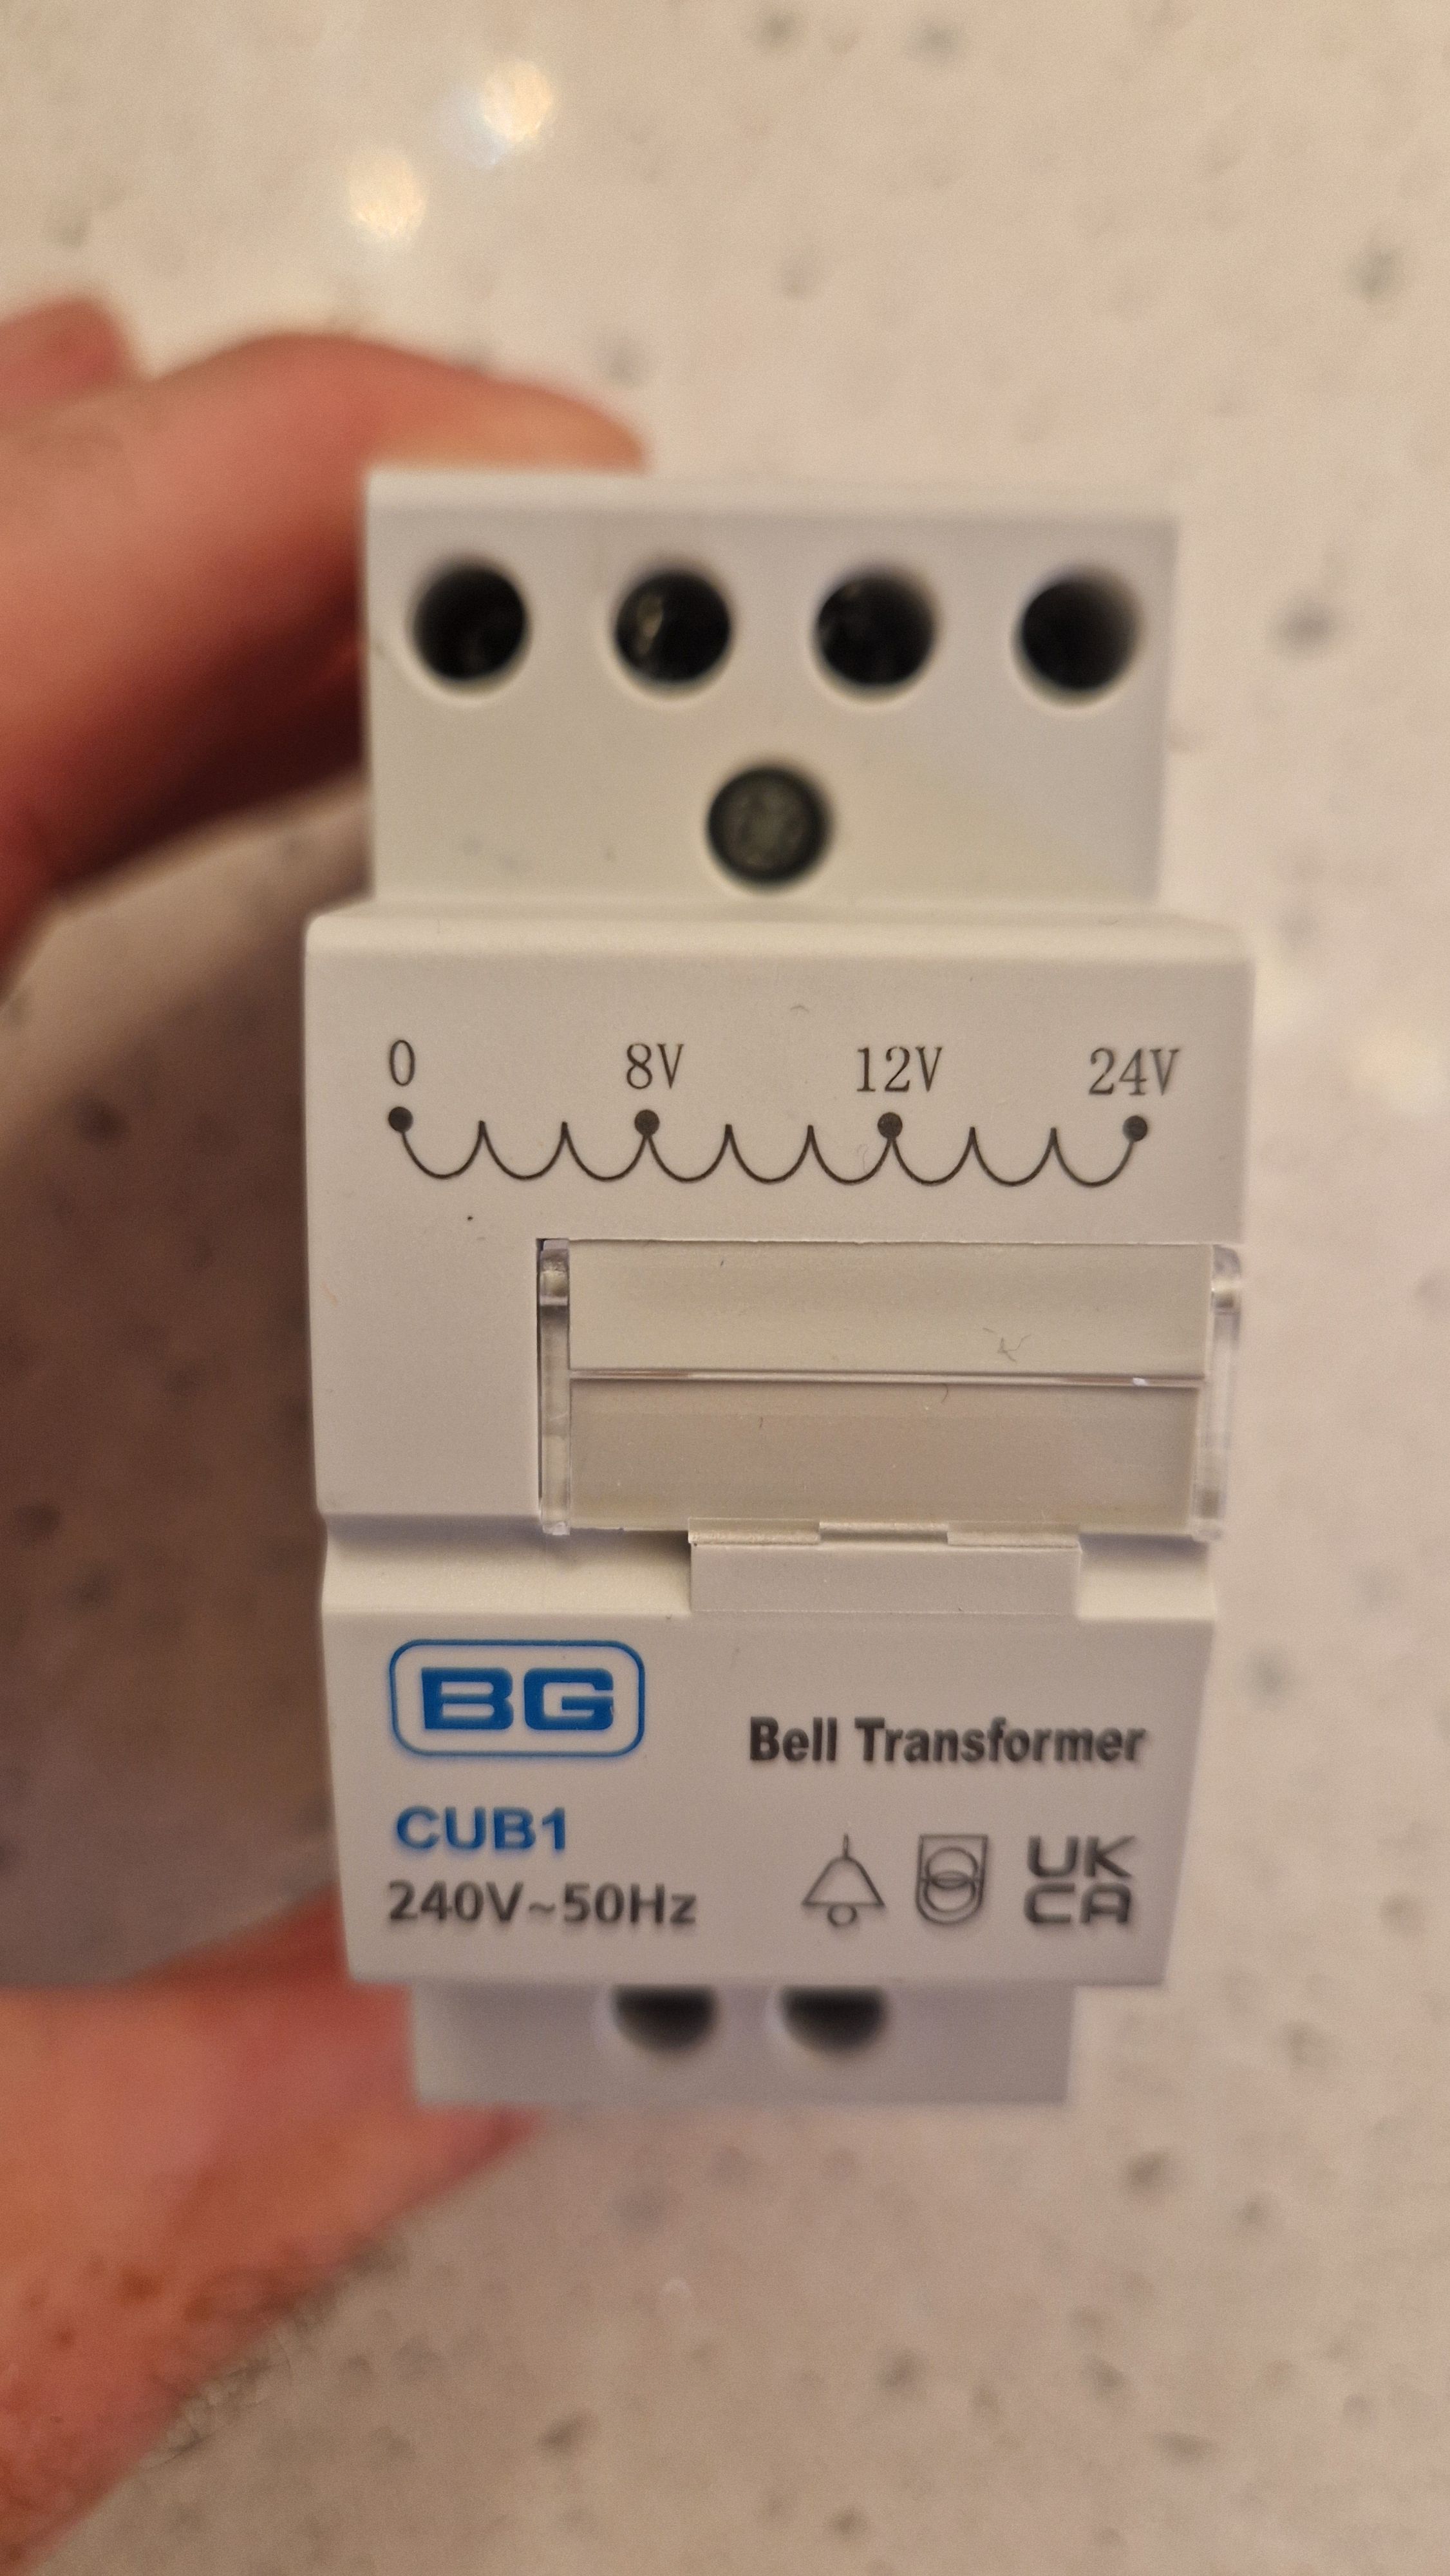 0 8V 12V 24V
BG
Bell Transformer
CUB1
240V~50Hz
UK
CA